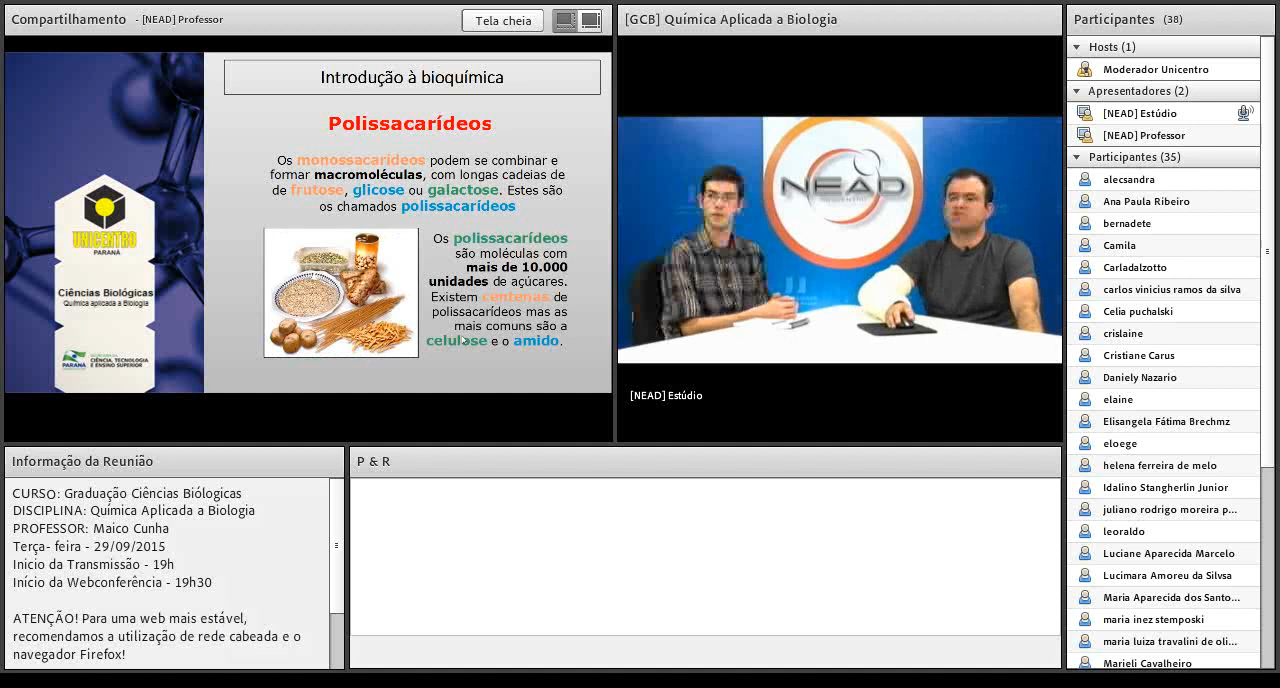 Compartilhamento - [NEAD] Professor
Tela cheia
Introdução à bioquímica
Polissacarídeos
Os monossacarídeos podem se combinar e
formar macromoléculas, com longas cadeias de
de frutose, glicose ou galactose. Estes são
os chamados polissacarídeos
Os polissacarídeos
são moléculas com
mais de 10.000
unidades de açúcares.
Existem centenas de
polissacarídeos mas as
mais comuns são a
celulose e o amido.
UNICENTRO
PARANÁ
Ciências Biológicas
Química aplicada a Biologia
PARANÁ
CIÊNCIA, TECNOLOGIA
E ENSINO SUPERIOR
[GCB] Química Aplicada a Biologia
NEAD
[NEAD] Estúdio
Participantes (38)
Hosts (1)
Moderador Unicentro
Apresentadores (2)
[NEAD] Estúdio
[NEAD] Professor
Participantes (35)
alecsandra
Ana Paula Ribeiro
bernadete
Camila
Carladalzotto
carlos vinicius ramos da silva
Celia puchalski
crislaine
Cristiane Carus
Daniely Nazario
elaine
Elisangela Fátima Brechmz
eloege
helena ferreira de melo
Idalino Stangherlin Junior
juliano rodrigo moreira p...
leoraldo
Luciane Aparecida Marcelo
Lucimara Amoreu da Silvsa
Maria Aparecida dos Santo...
maria inez stemposki
maria luiza travalini de oli...
Marieli Cavalheiro
Informação da Reunião
CURSO: Graduação Ciências Biólogicas
DISCIPLINA: Química Aplicada a Biologia
PROFESSOR: Maico Cunha
Terça- feira - 29/09/2015
Inicio da Transmissão - 19h
Início da Webconferência - 19h30
ATENÇÃO! Para uma web mais estável,
recomendamos a utilização de rede cabeada e o
navegador Firefox!
P & R